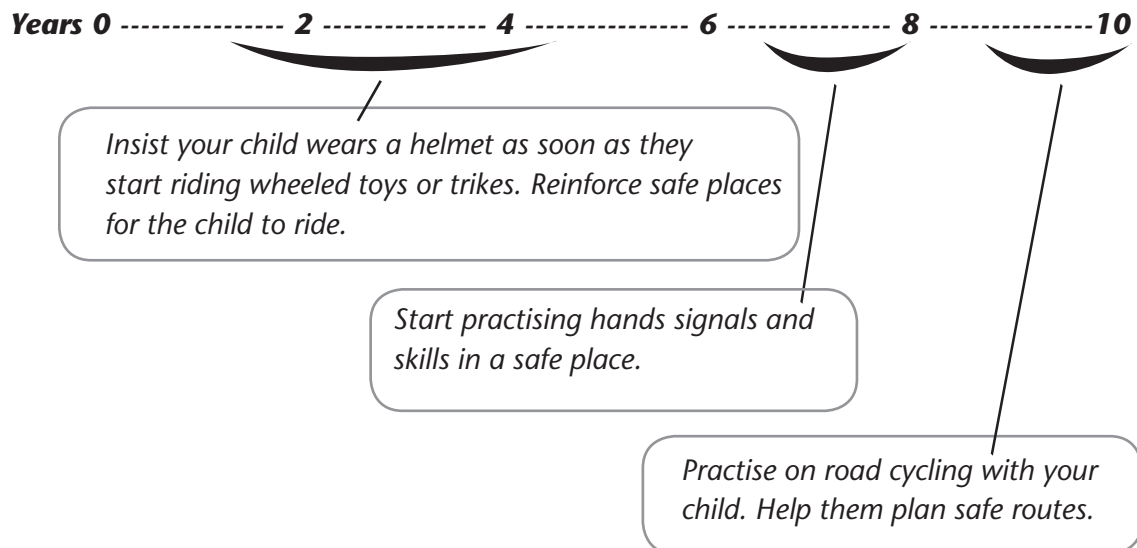 Years 0 --------------- 2 --------------- 4 --------------- 6 --------------- 8 ---------------10
Insist your child wears a helmet as soon as they
start riding wheeled toys or trikes. Reinforce safe places
for the child to ride.
Start practising hands signals and
skills in a safe place.
Practise on road cycling with your
child. Help them plan safe routes.